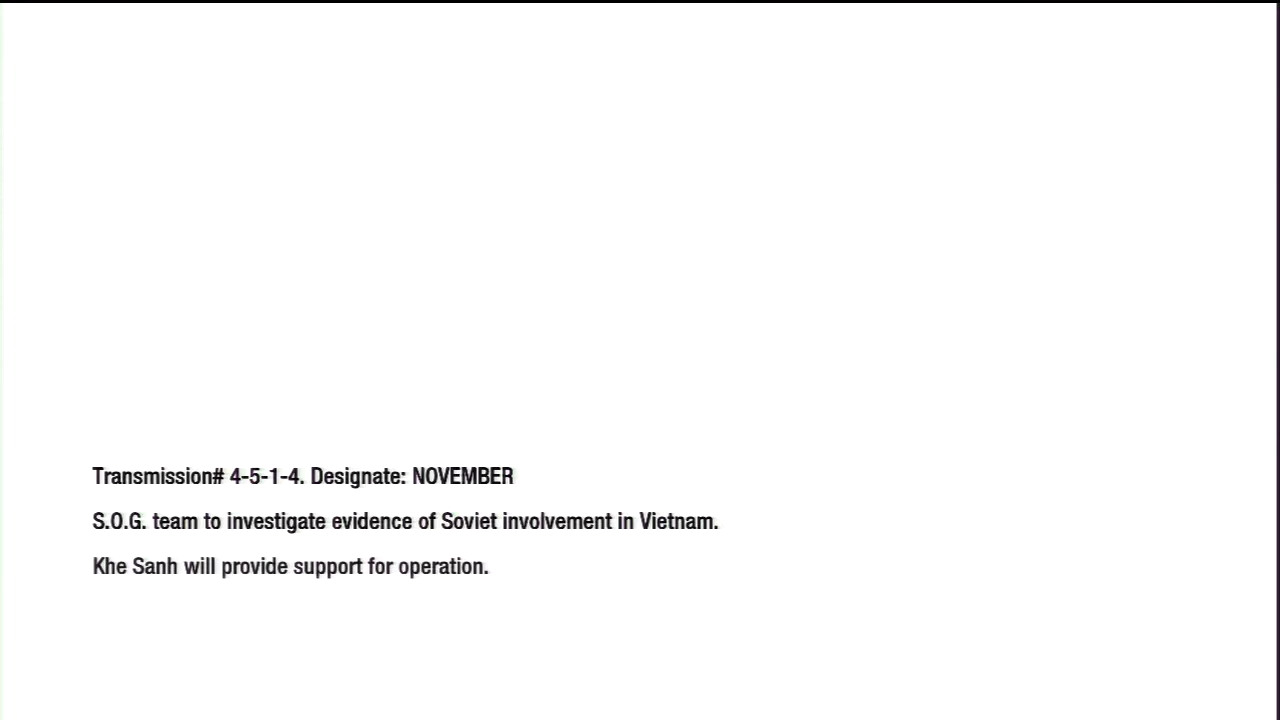 Transmission# 4-5-1-4. Designate: NOVEMBER
S.O.G. team to investigate evidence of Soviet involvement in Vietnam.
Khe Sanh will provide support for operation.